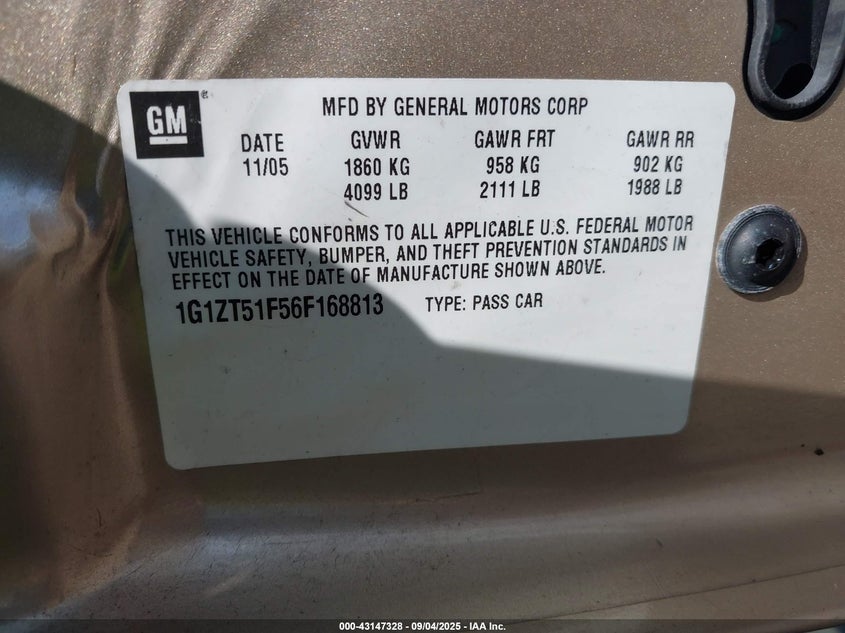 GM
MFD BY GENERAL MOTORS CORP
DATE GVWR GAWR FRT GAWR RR
11/05 1860 KG 958 KG 902 KG
4099 LB 2111 LB 1988 LB
THIS VEHICLE CONFORMS TO ALL APPLICABLE U.S. FEDERAL MOTOR
VEHICLE SAFETY, BUMPER, AND THEFT PREVENTION STANDARDS IN
EFFECT ON THE DATE OF MANUFACTURE SHOWN ABOVE.
1G1ZT51F56F168813 TYPE: PASS CAR
000-43147328 - 09/04/2025 - IAA Inc.